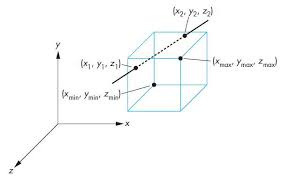 (x₂, y₂, z₂)
y
(x₁, y₁, z₁)
(xₘₐₓ, yₘₐₓ, zₘₐₓ)
(xₘᵢₙ, yₘᵢₙ, zₘᵢₙ)
x
z